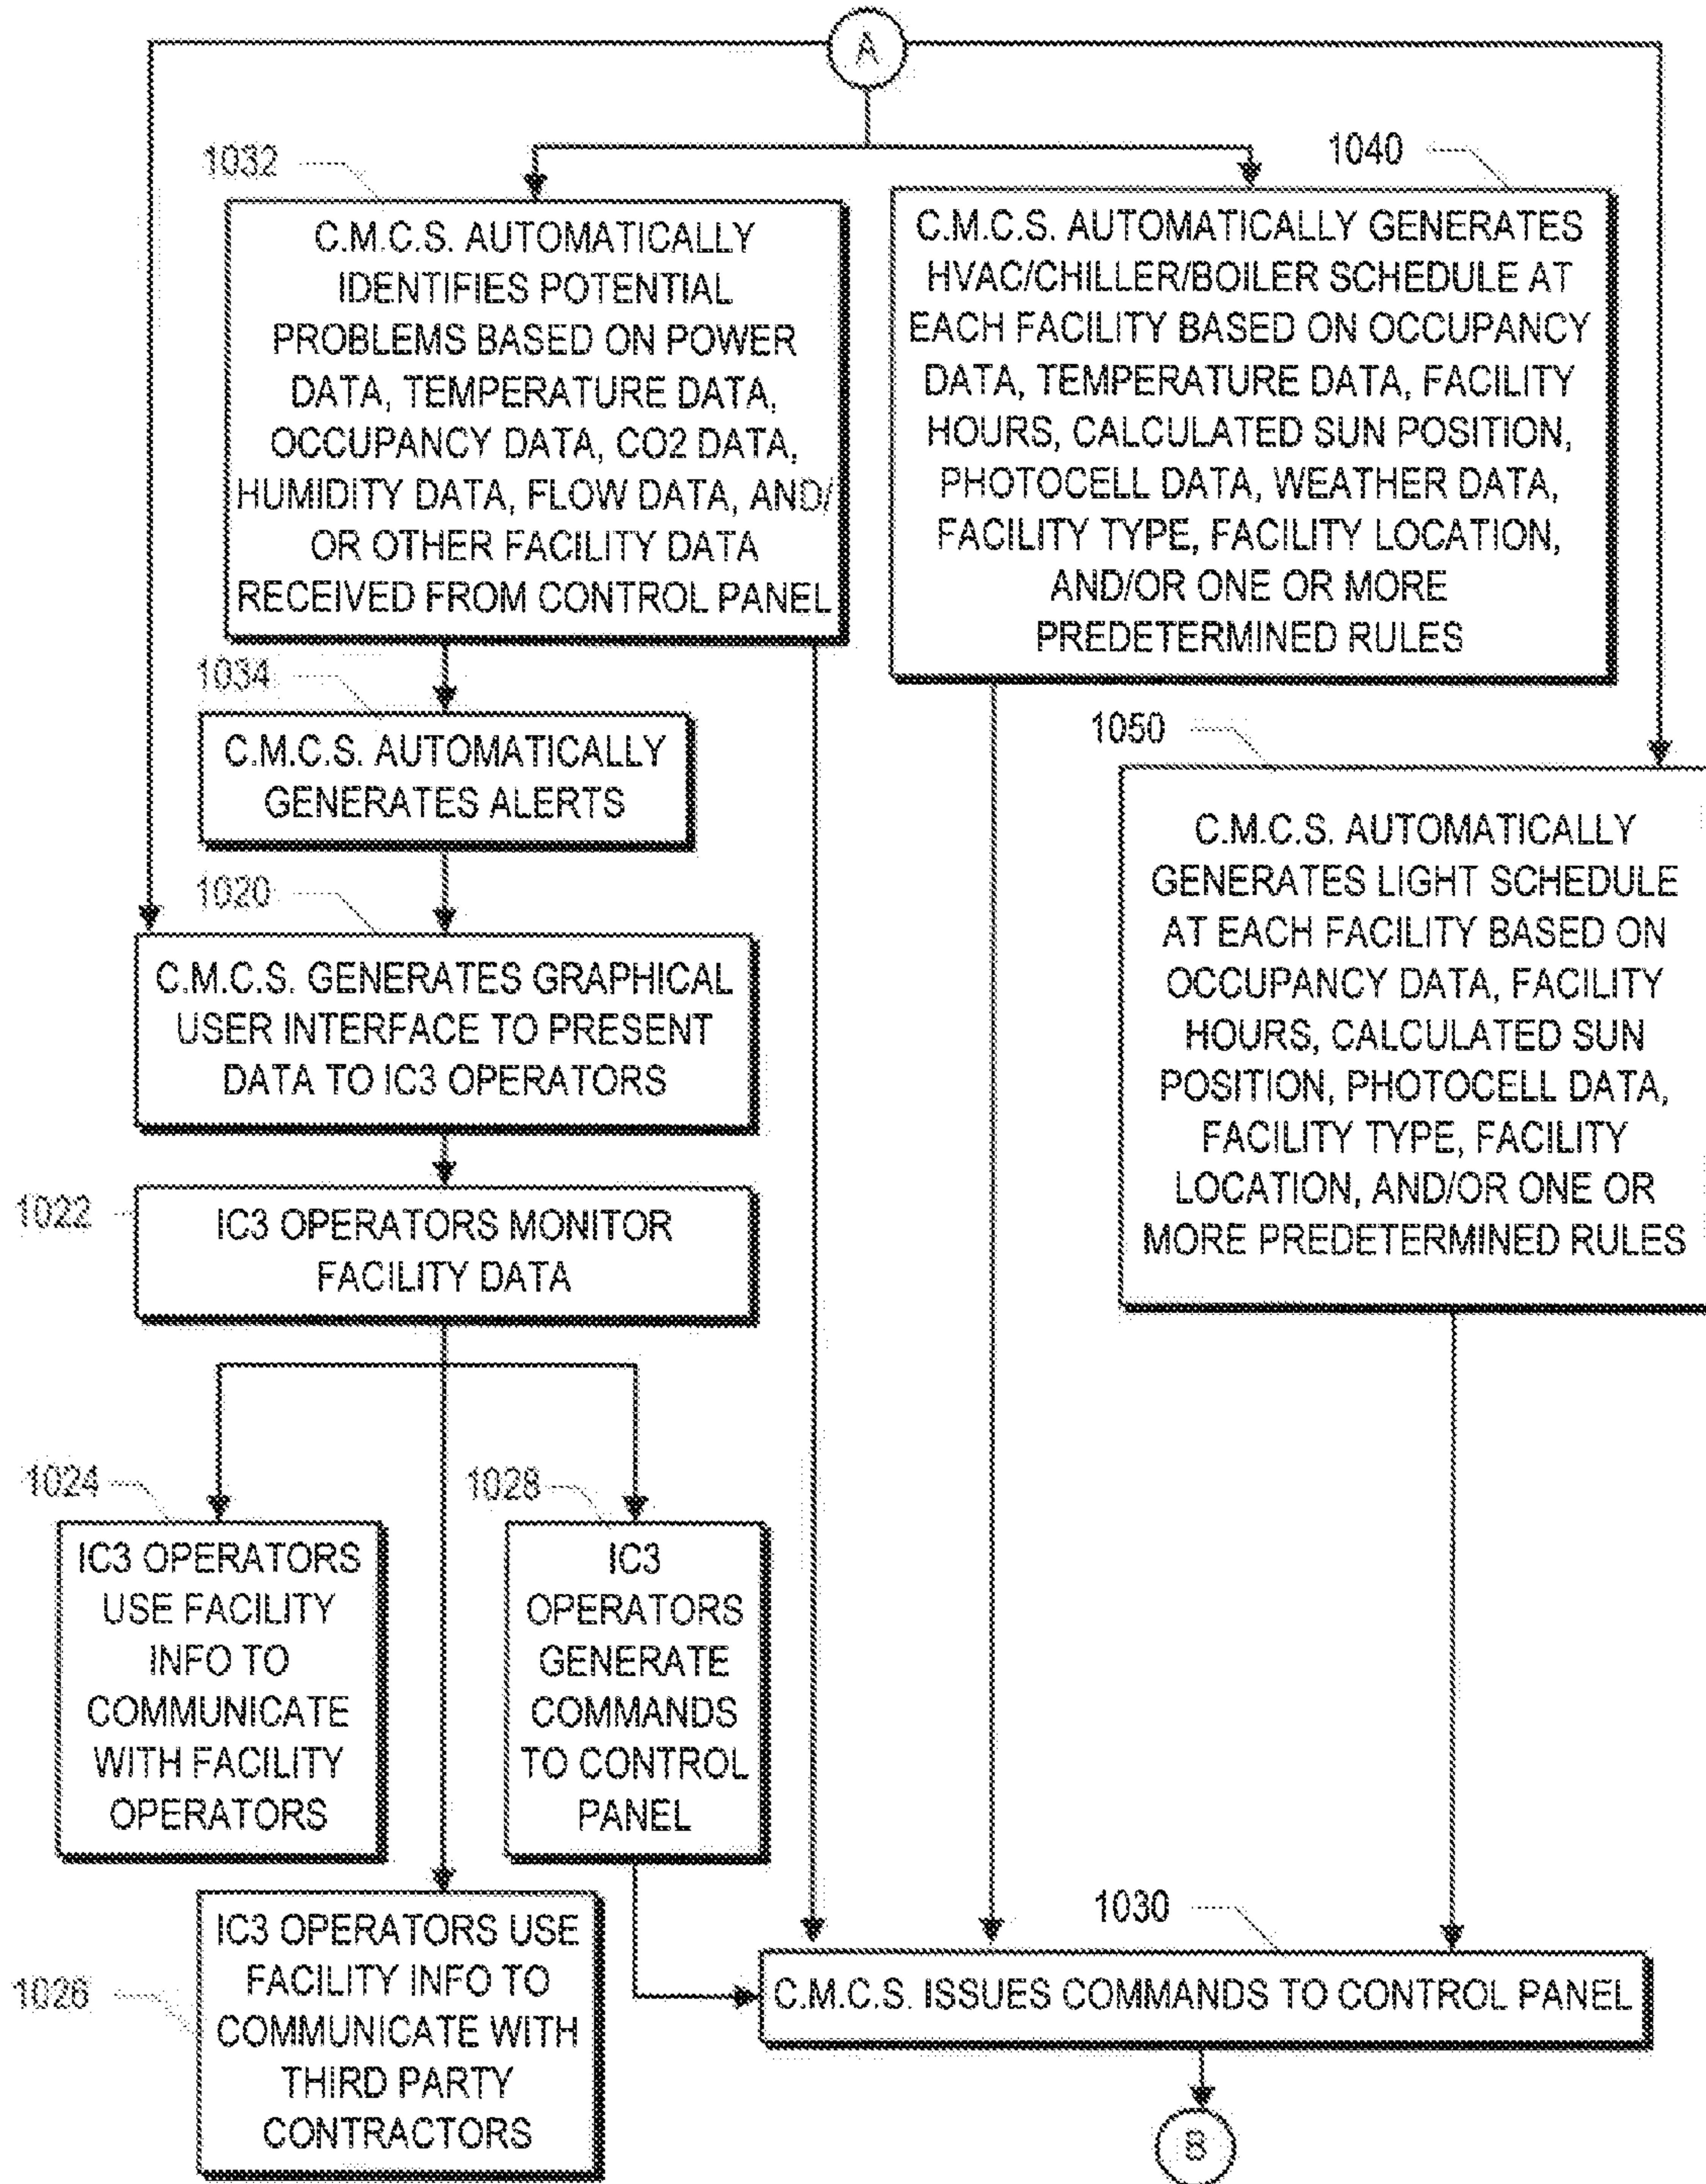 A
1032
C.M.C.S. AUTOMATICALLY
IDENTIFIES POTENTIAL
PROBLEMS BASED ON POWER
DATA, TEMPERATURE DATA,
OCCUPANCY DATA, CO2 DATA,
HUMIDITY DATA, FLOW DATA, AND/
OR OTHER FACILITY DATA
RECEIVED FROM CONTROL PANEL
1040
C.M.C.S. AUTOMATICALLY GENERATES
HVAC/CHILLER/BOILER SCHEDULE AT
EACH FACILITY BASED ON OCCUPANCY
DATA, TEMPERATURE DATA, FACILITY
HOURS, CALCULATED SUN POSITION,
PHOTOCELL DATA, WEATHER DATA,
FACILITY TYPE, FACILITY LOCATION,
AND/OR ONE OR MORE
PREDETERMINED RULES
1034
C.M.C.S. AUTOMATICALLY
GENERATES ALERTS
1050
C.M.C.S. AUTOMATICALLY
GENERATES LIGHT SCHEDULE
AT EACH FACILITY BASED ON
OCCUPANCY DATA, FACILITY
HOURS, CALCULATED SUN
POSITION, PHOTOCELL DATA,
FACILITY TYPE, FACILITY
LOCATION, AND/OR ONE OR
MORE PREDETERMINED RULES
1020
C.M.C.S. GENERATES GRAPHICAL
USER INTERFACE TO PRESENT
DATA TO IC3 OPERATORS
1022
IC3 OPERATORS MONITOR
FACILITY DATA
1024
IC3 OPERATORS
USE FACILITY
INFO TO
COMMUNICATE
WITH FACILITY
OPERATORS
1028
IC3
OPERATORS
GENERATE
COMMANDS
TO CONTROL
PANEL
1026
IC3 OPERATORS USE
FACILITY INFO TO
COMMUNICATE WITH
THIRD PARTY
CONTRACTORS
1030
C.M.C.S. ISSUES COMMANDS TO CONTROL PANEL
B